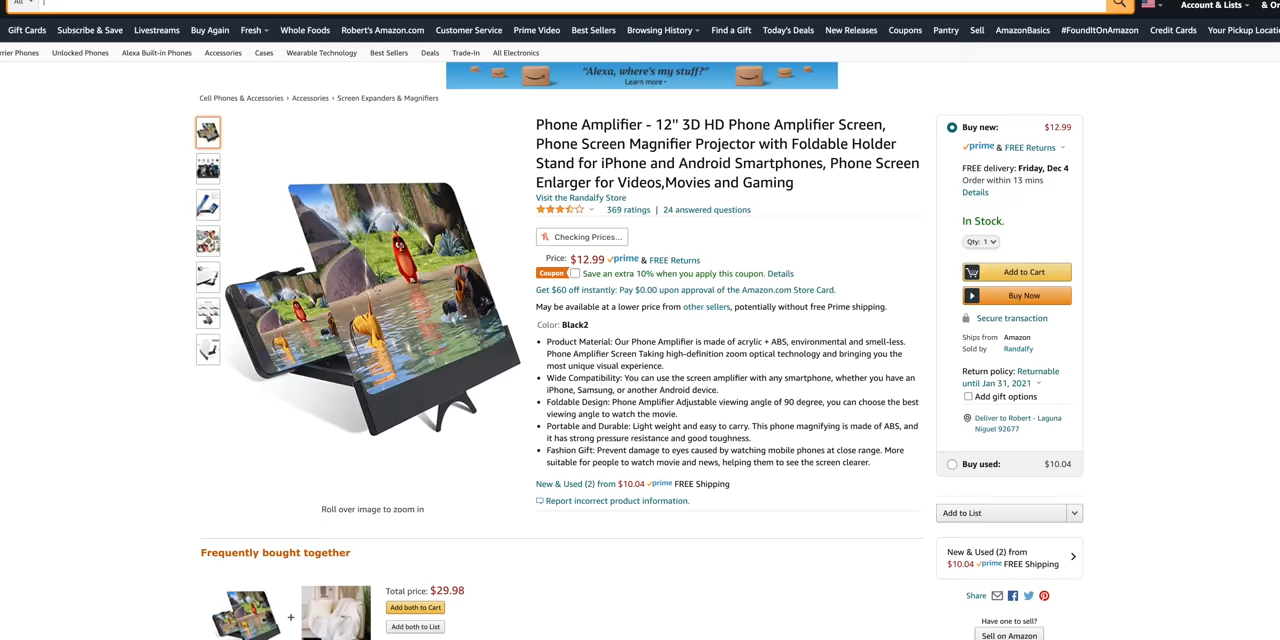 All
Account & Lists
Gift Cards Subscribe & Save Livestreams Buy Again Fresh Whole Foods Robert's Amazon.com Customer Service Prime Video Best Sellers Browsing History Find a Gift Today's Deals New Releases Coupons Pantry Sell AmazonBasics #FoundItOnAmazon Credit Cards Your Pickup Locati
rrier Phones Unlocked Phones Alexa Built-in Phones Accessories Cases Wearable Technology Best Sellers Deals Trade-In All Electronics
"Alexa, where's my stuff?"
Learn more
Cell Phones & Accessories › Accessories › Screen Expanders & Magnifiers
Phone Amplifier - 12" 3D HD Phone Amplifier Screen,
Phone Screen Magnifier Projector with Foldable Holder
Stand for iPhone and Android Smartphones, Phone Screen
Enlarger for Videos,Movies and Gaming
Visit the Randalfy Store
369 ratings | 24 answered questions
Checking Prices...
Price: $12.99 prime & FREE Returns
Coupon Save an extra 10% when you apply this coupon. Details
Get $60 off instantly: Pay $0.00 upon approval of the Amazon.com Store Card.
May be available at a lower price from other sellers, potentially without free Prime shipping.
Color: Black2
• Product Material: Our Phone Amplifier is made of acrylic + ABS, environmental and smell-less.
Phone Amplifier Screen Taking high-definition zoom optical technology and bringing you the
most unique visual experience.
• Wide Compatibility: You can use the screen amplifier with any smartphone, whether you have an
iPhone, Samsung, or another Android device.
• Foldable Design: Phone Amplifier Adjustable viewing angle of 90 degree, you can choose the best
viewing angle to watch the movie.
• Portable and Durable: Light weight and easy to carry. This phone magnifying is made of ABS, and
it has strong pressure resistance and good toughness.
• Fashion Gift: Prevent damage to eyes caused by watching mobile phones at close range. More
suitable for people to watch movie and news, helping them to see the screen clearer.
New & Used (2) from $10.04 prime FREE Shipping
Report incorrect product information.
Roll over image to zoom in
Buy new: $12.99
prime & FREE Returns
FREE delivery: Friday, Dec 4
Order within 13 mins
Details
In Stock.
Qty: 1
Add to Cart
Buy Now
Secure transaction
Ships from Amazon
Sold by Randalfy
Return policy: Returnable
until Jan 31, 2021
Add gift options
Deliver to Robert - Laguna
Niguel 92677
Buy used: $10.04
Add to List
New & Used (2) from
$10.04 prime FREE Shipping
Share
Have one to sell?
Sell on Amazon
Frequently bought together
+
Total price: $29.98
Add both to Cart
Add both to List